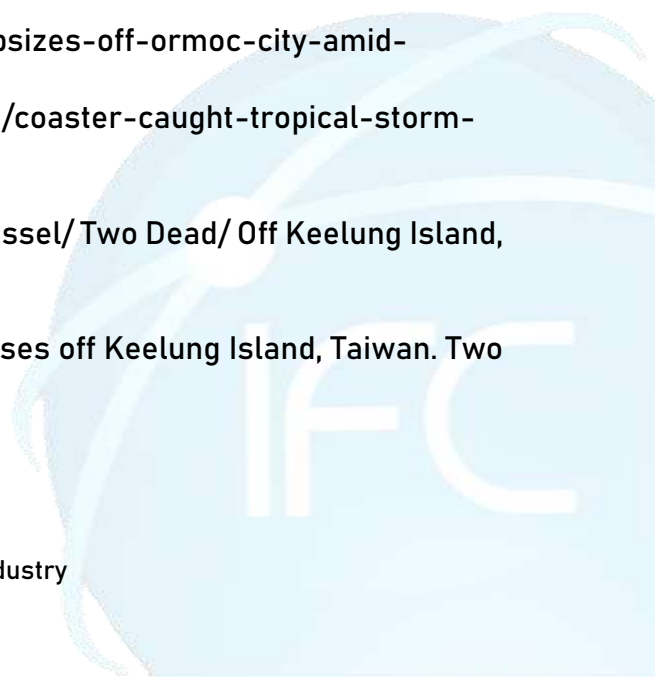 psizes-off-ormoc-city-amid-
/coaster-caught-tropical-storm-
ssel/ Two Dead/ Off Keelung Island,
ses off Keelung Island, Taiwan. Two
IFC
dustry